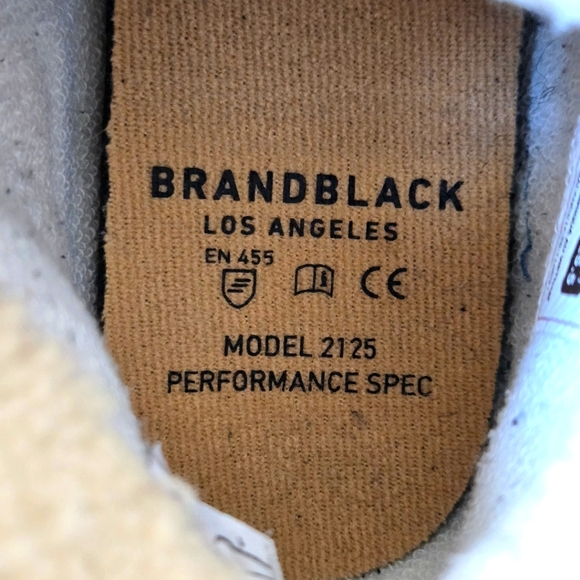 BRANDBLACK
LOS ANGELES
EN 455
CE
MODEL 2125
PERFORMANCE SPEC